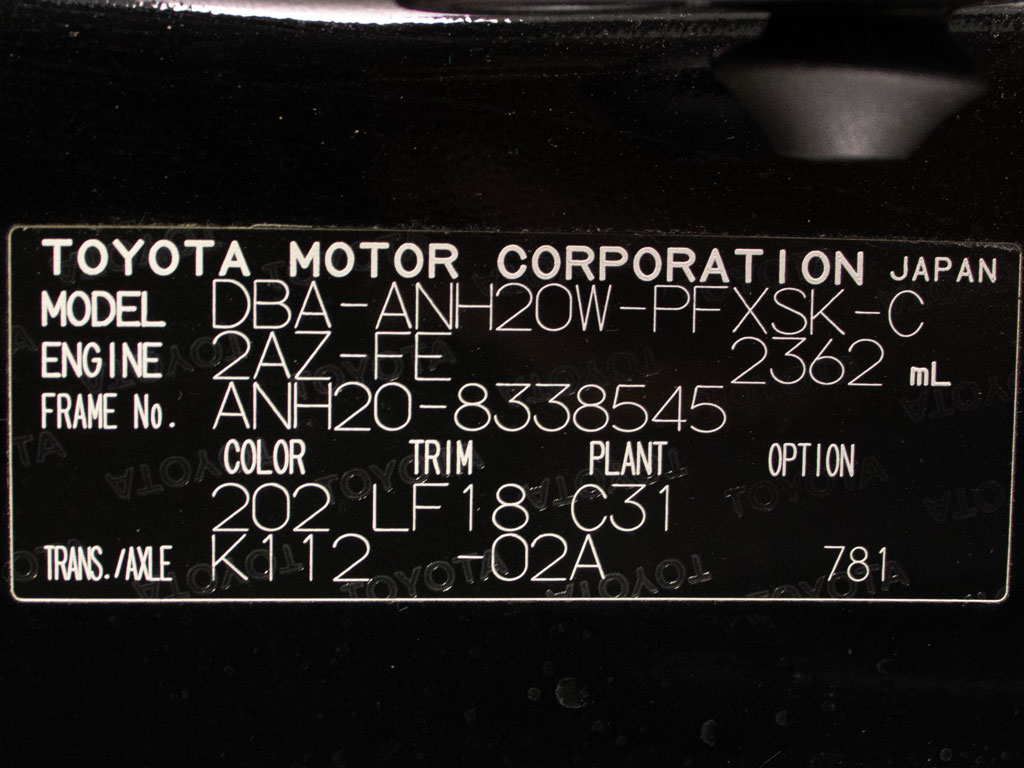 TOYOTA MOTOR CORPORATION JAPAN
MODEL DBA-ANH20W-PFXSK-C
ENGINE 2AZ-FE 2362 mL
FRAME No. ANH20-8338545
COLOR TRIM PLANT OPTION
202 LF18 C31
TRANS./AXLE K112 -02A 781